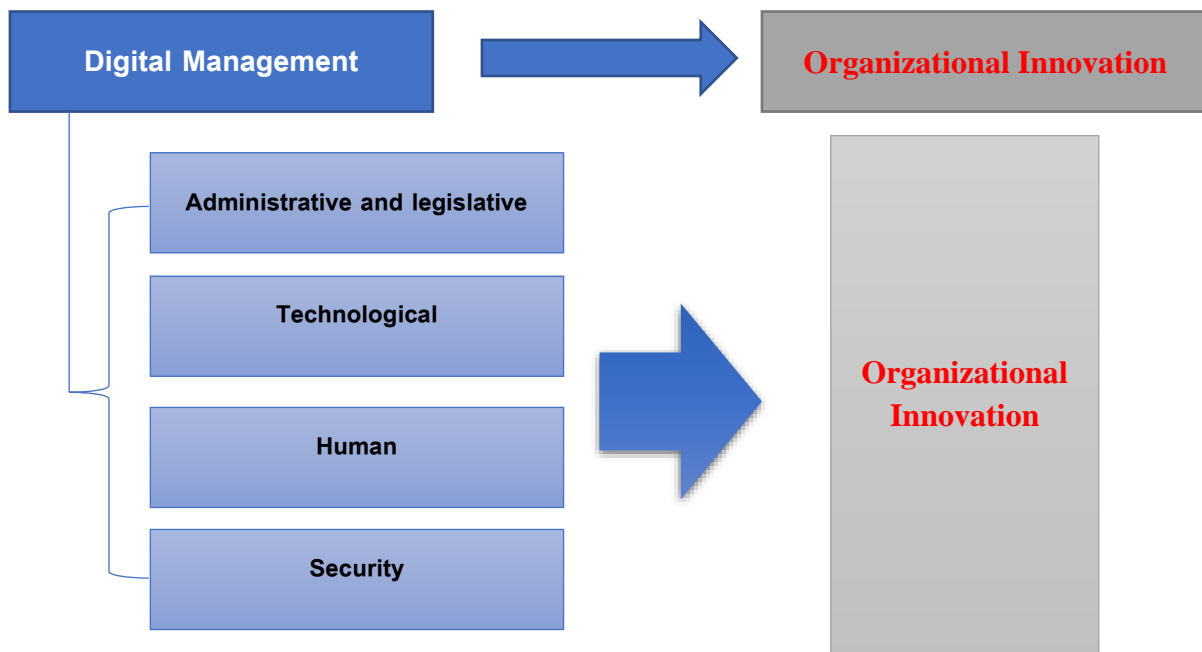 Digital Management
Organizational Innovation
Administrative and legislative
Technological
Human
Security
Organizational
Innovation